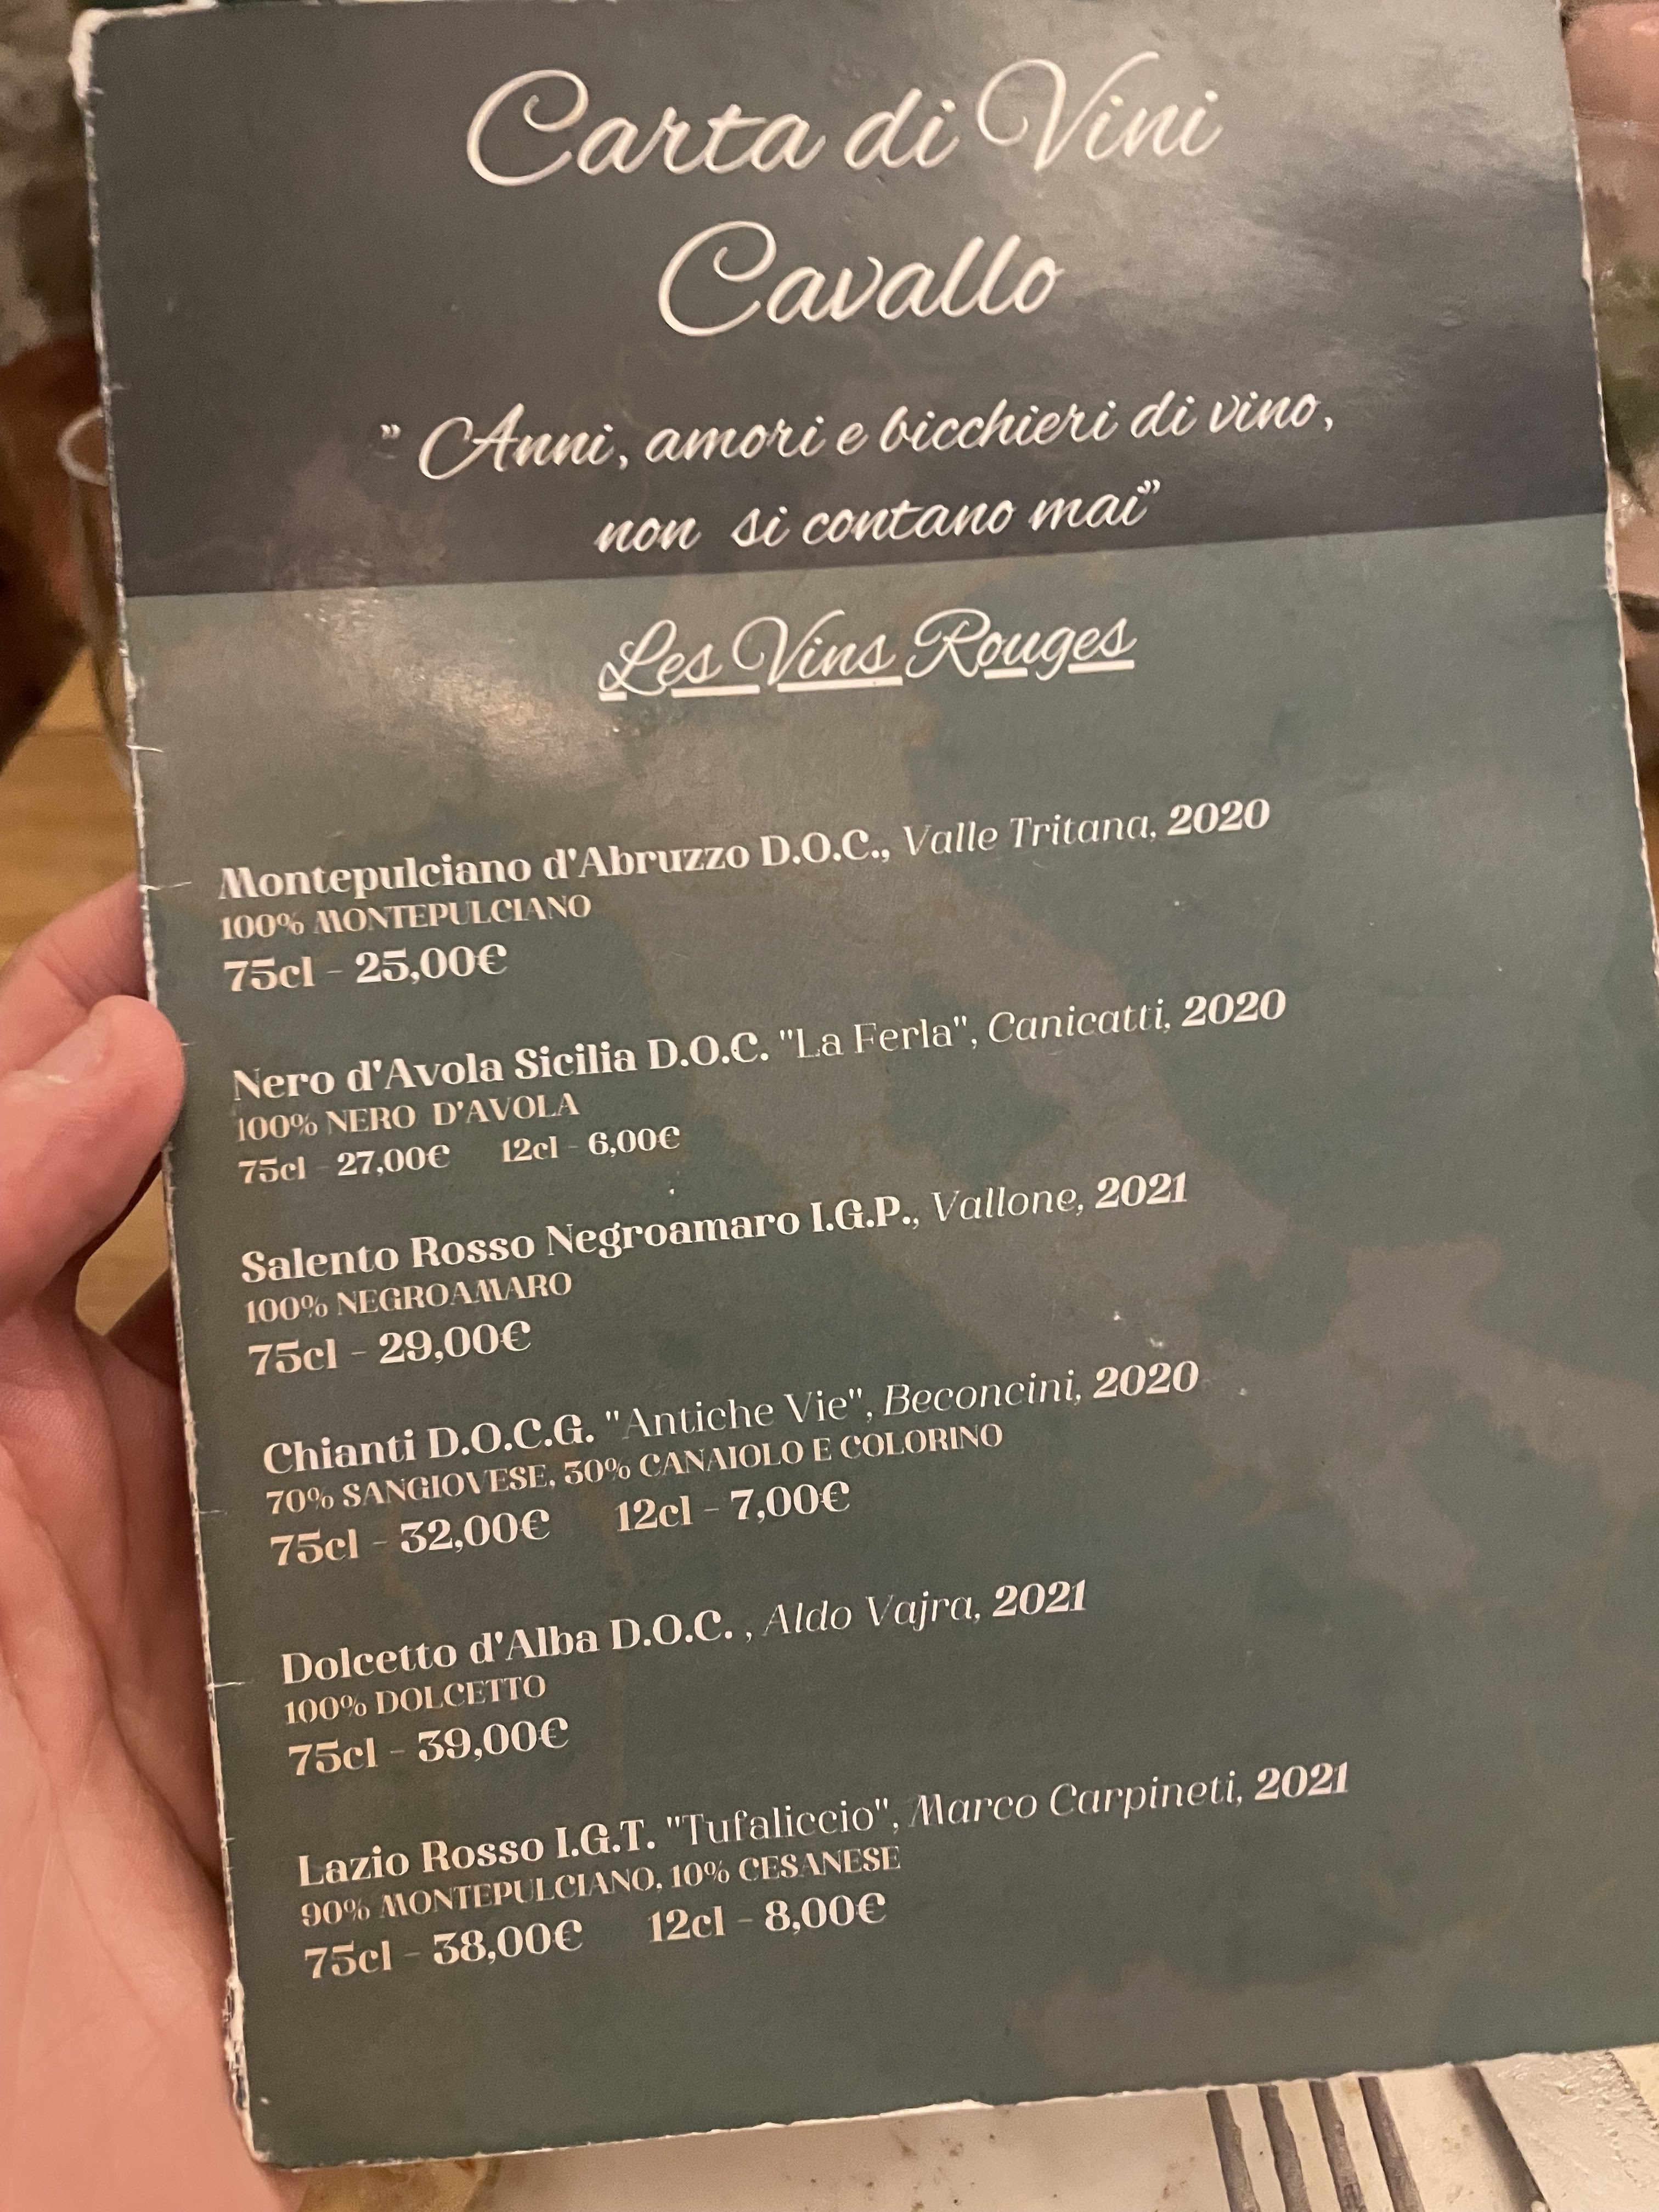 Carta di Vini
Cavallo
” Anni, amori e bicchieri di vino,
non si contano mai”
Les Vins Rouges
Montepulciano d'Abruzzo D.O.C., Valle Tritana, 2020
100% MONTEPULCIANO
75cl - 25,00€
Nero d'Avola Sicilia D.O.C. "La Ferla", Canicatti, 2020
100% NERO D'AVOLA
75cl - 27,00€ 12cl - 6,00€
Salento Rosso Negroamaro I.G.P., Vallone, 2021
100% NEGROAMARO
75cl - 29,00€
Chianti D.O.C.G. "Antiche Vie", Beconcini, 2020
70% SANGIOVESE, 30% CANAIOLO E COLORINO
75cl - 32,00€ 12cl - 7,00€
Dolcetto d'Alba D.O.C. , Aldo Vajra, 2021
100% DOLCETTO
75cl - 39,00€
Lazio Rosso I.G.T. "Tufaliccio", Marco Carpineti, 2021
90% MONTEPULCIANO, 10% CESANESE
75cl - 38,00€ 12cl - 8,00€